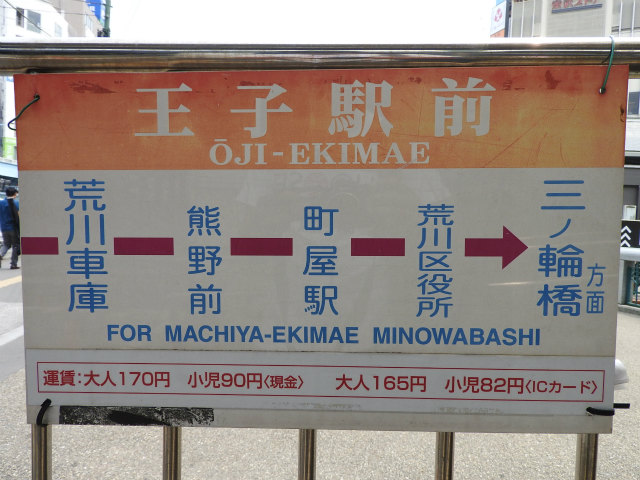 王子駅前
ŌJI-EKIMAE
荒川車庫 熊野前 町屋駅 荒川区役所 三ノ輪橋 方面
FOR MACHIYA-EKIMAE MINOWABASHI
運賃:大人170円 小児90円〈現金〉 大人165円 小児82円〈ICカード〉